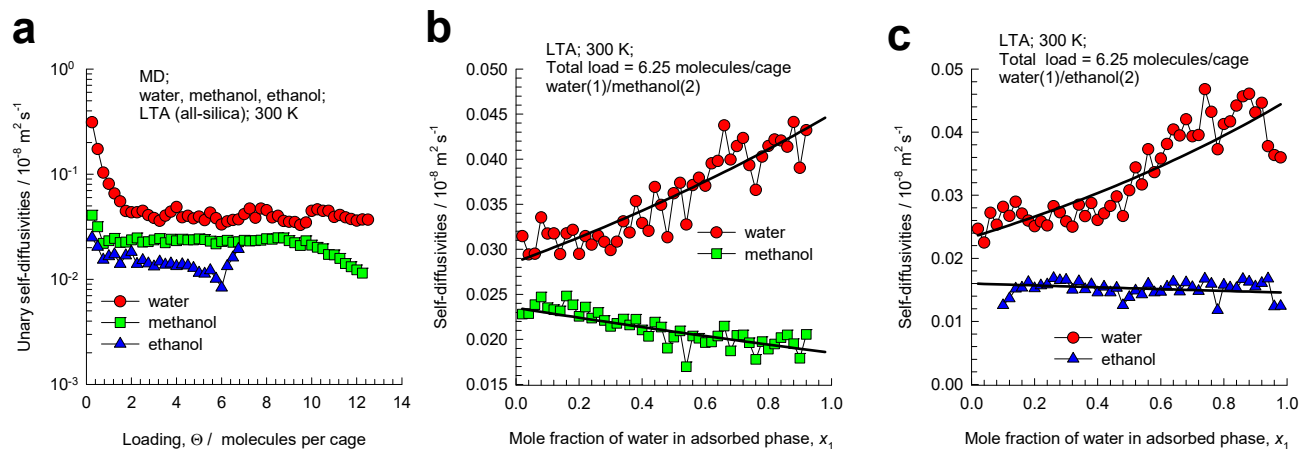 a
MD;
water, methanol, ethanol;
LTA (all-silica); 300 K
10⁰
10⁻¹
10⁻²
10⁻³
Unary self-diffusivities / 10⁻⁸ m² s⁻¹
water
methanol
ethanol
0 2 4 6 8 10 12 14
Loading, Θ / molecules per cage
b
LTA; 300 K;
Total load = 6.25 molecules/cage
water(1)/methanol(2)
0.050
0.045
0.040
0.035
0.030
0.025
0.020
0.015
Self-diffusivities / 10⁻⁸ m² s⁻¹
water
methanol
0.0 0.2 0.4 0.6 0.8 1.0
Mole fraction of water in adsorbed phase, x₁
c
LTA; 300 K;
Total load = 6.25 molecules/cage
water(1)/ethanol(2)
0.05
0.04
0.03
0.02
0.01
0.00
Self-diffusivities / 10⁻⁸ m² s⁻¹
water
ethanol
0.0 0.2 0.4 0.6 0.8 1.0
Mole fraction of water in adsorbed phase, x₁